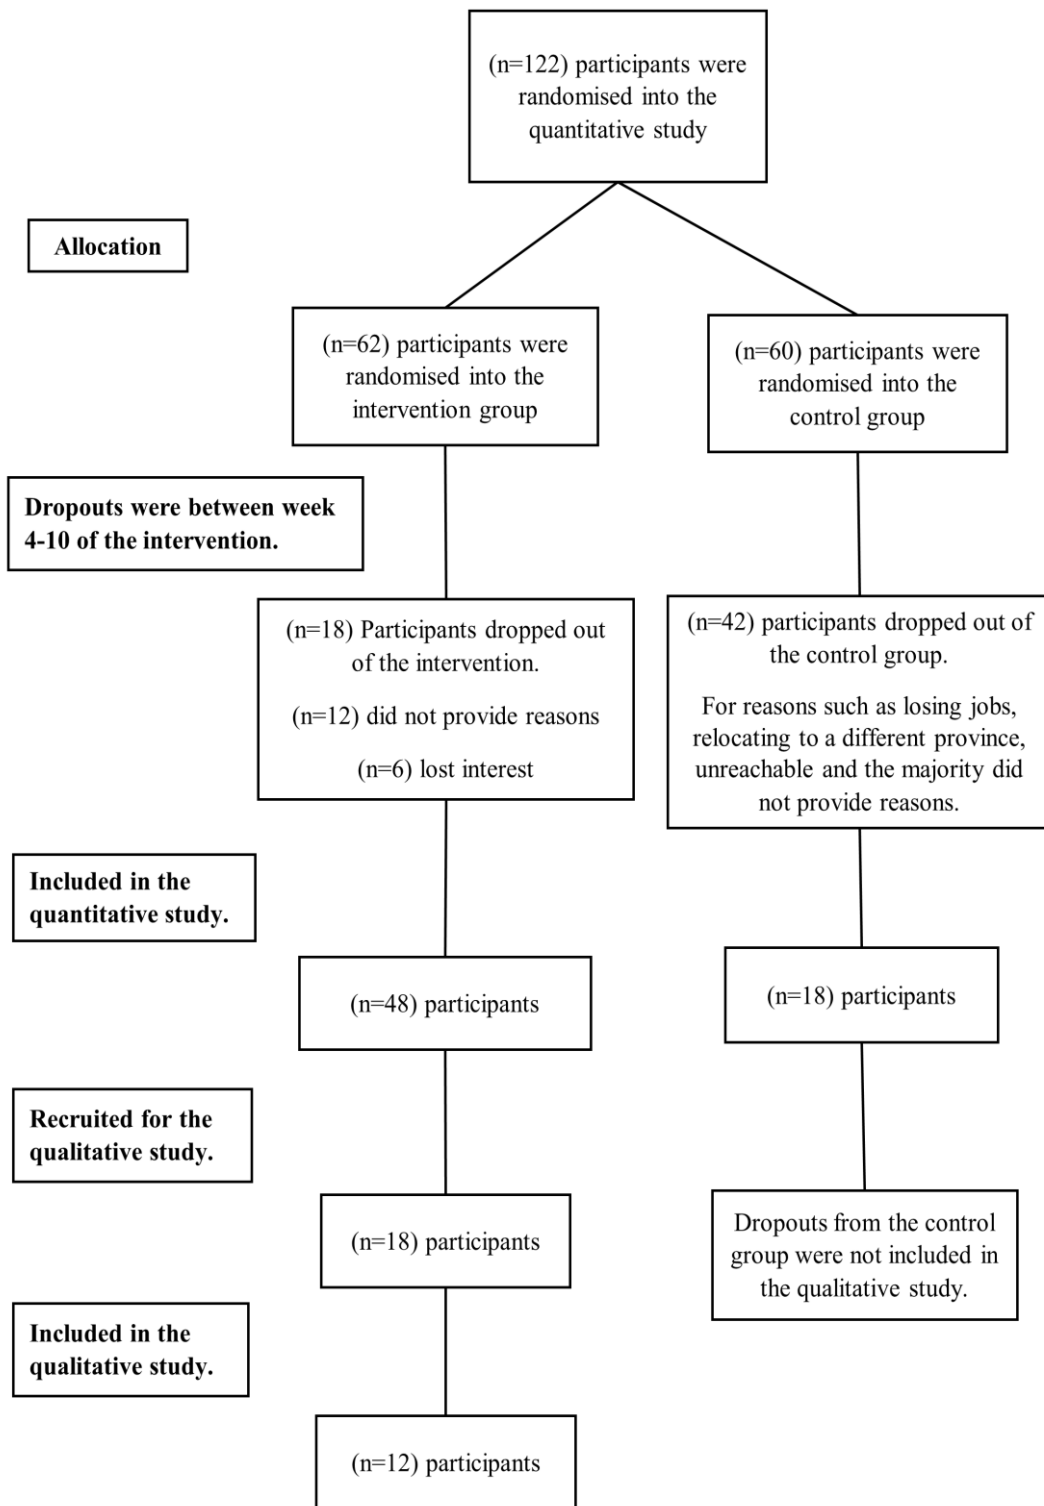 (n=122) participants were
randomised into the
quantitative study
Allocation
(n=62) participants were
randomised into the
intervention group
(n=60) participants were
randomised into the
control group
Dropouts were between week
4-10 of the intervention.
(n=18) Participants dropped out
of the intervention.
(n=12) did not provide reasons
(n=6) lost interest
(n=42) participants dropped out of
the control group.
For reasons such as losing jobs,
relocating to a different province,
unreachable and the majority did
not provide reasons.
Included in the
quantitative study.
(n=48) participants
(n=18) participants
Recruited for the
qualitative study.
(n=18) participants
Dropouts from the control
group were not included in
the qualitative study.
Included in the
qualitative study.
(n=12) participants